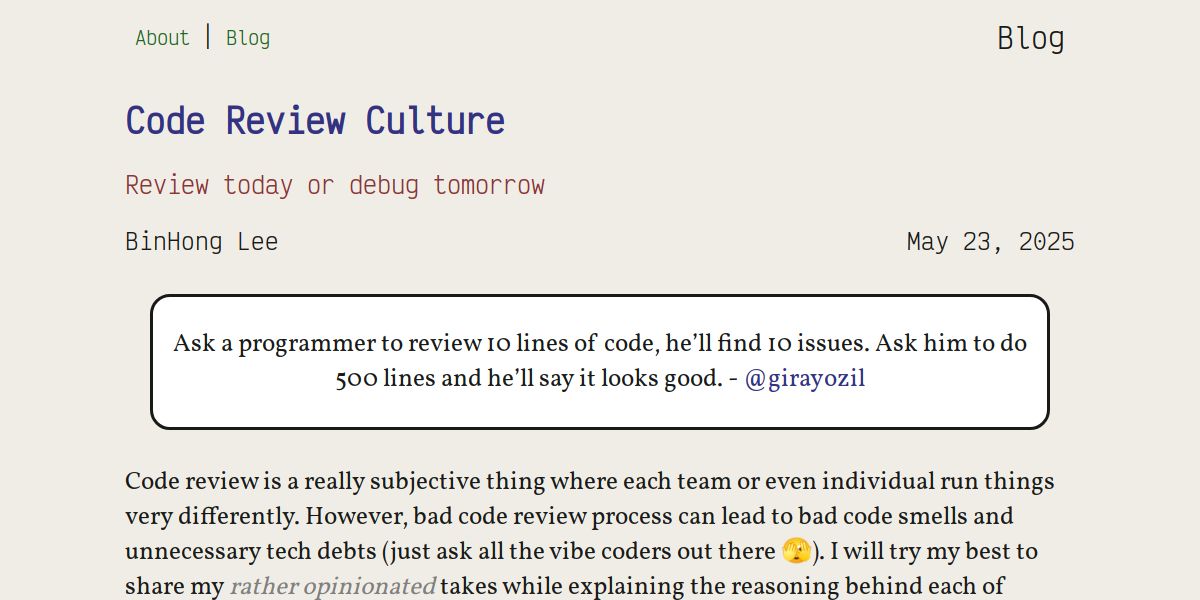 About | Blog
Blog
Code Review Culture
Review today or debug tomorrow
BinHong Lee
May 23, 2025
Ask a programmer to review 10 lines of code, he’ll find 10 issues. Ask him to do
500 lines and he’ll say it looks good. - @girayozil
Code review is a really subjective thing where each team or even individual run things
very differently. However, bad code review process can lead to bad code smells and
unnecessary tech debts (just ask all the vibe coders out there 🫣). I will try my best to
share my rather opinionated takes while explaining the reasoning behind each of